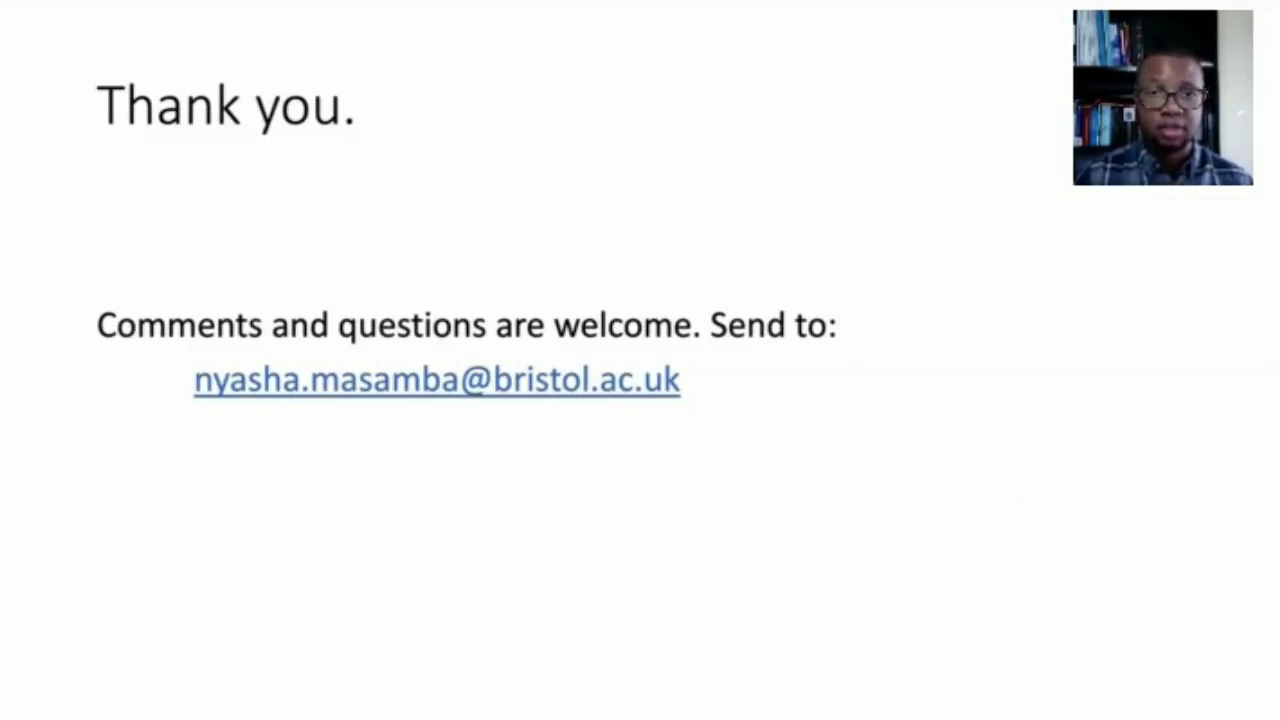 Thank you.
Comments and questions are welcome. Send to:
nyasha.masamba@bristol.ac.uk